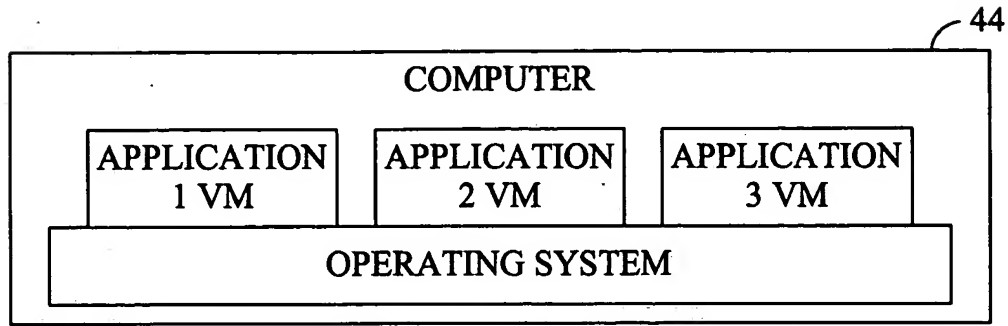 44
COMPUTER
APPLICATION
1 VM
APPLICATION
2 VM
APPLICATION
3 VM
OPERATING SYSTEM